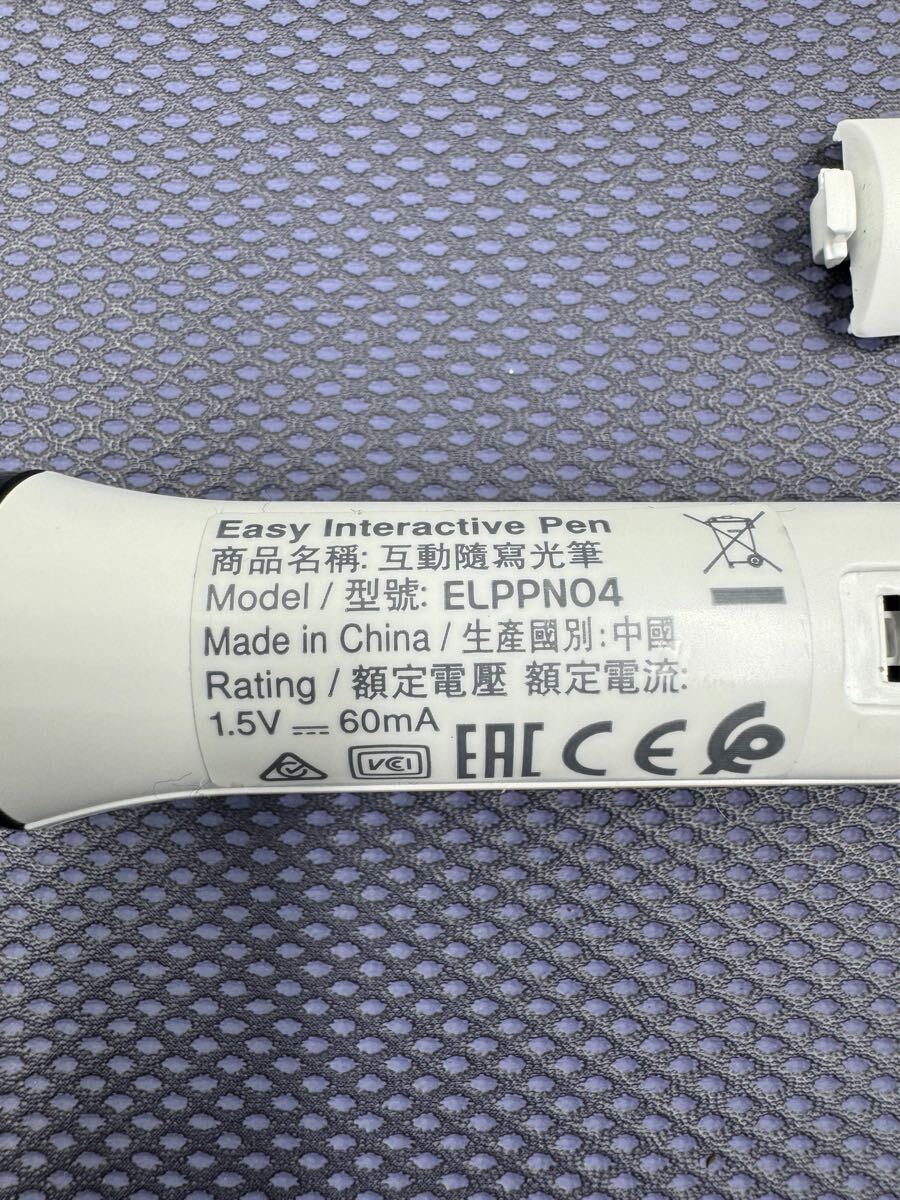 Easy Interactive Pen
商品名稱: 互動隨寫光筆
Model / 型號: ELPPN04
Made in China / 生產國別: 中國
Rating / 額定電壓 額定電流:
1.5V ⎓ 60mA
VCI EAC CE